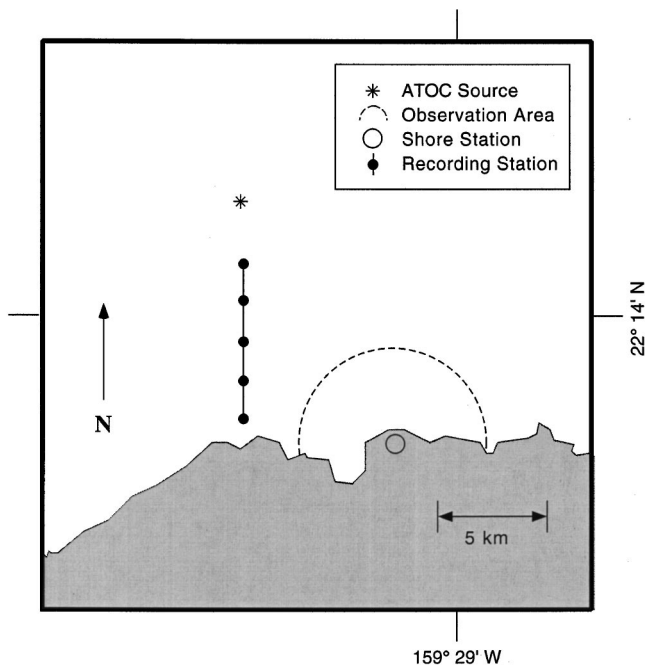 ATOC Source
Observation Area
Shore Station
Recording Station
22° 14' N
N
5 km
159° 29' W